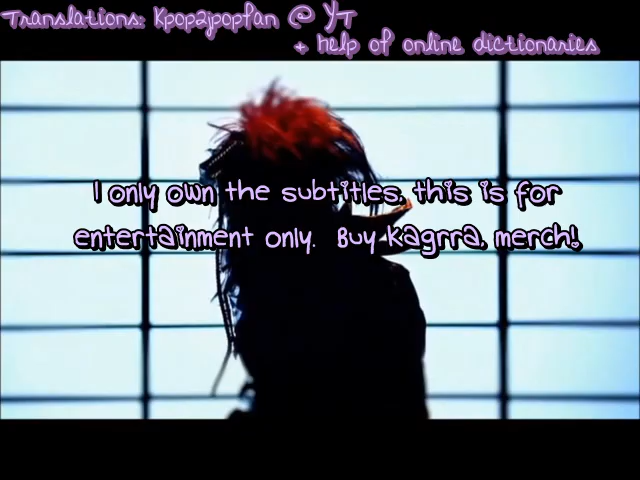 Translations: Kpop2jpopfan @ YT
+ help of online dictionaries
I only own the subtitles, this is for
entertainment only. Buy Kagrra, merch!